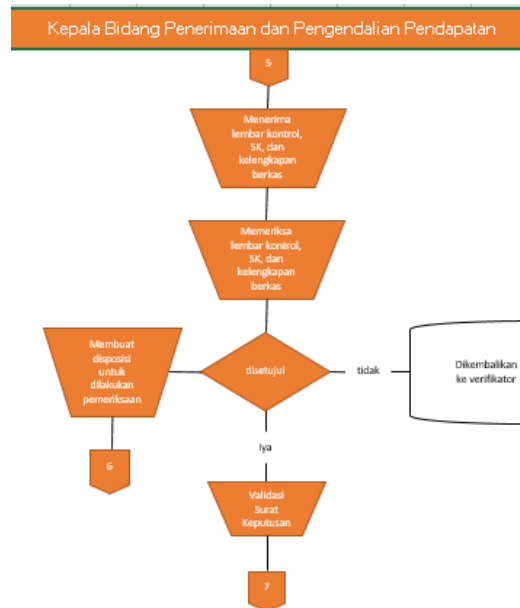 Kepala Bidang Penerimaan dan Pengendalian Pendapatan
5
Menerima
lembar kontrol,
SK, dan
kelengkapan
berkas
Memeriksa
lembar kontrol,
SK, dan
kelengkapan
berkas
Membuat
disposisi
untuk
dilakukan
pemeriksaan
disetujui
tidak
Dikembalikan
ke verifikator
6
Iya
Validasi
Surat
Keputusan
7